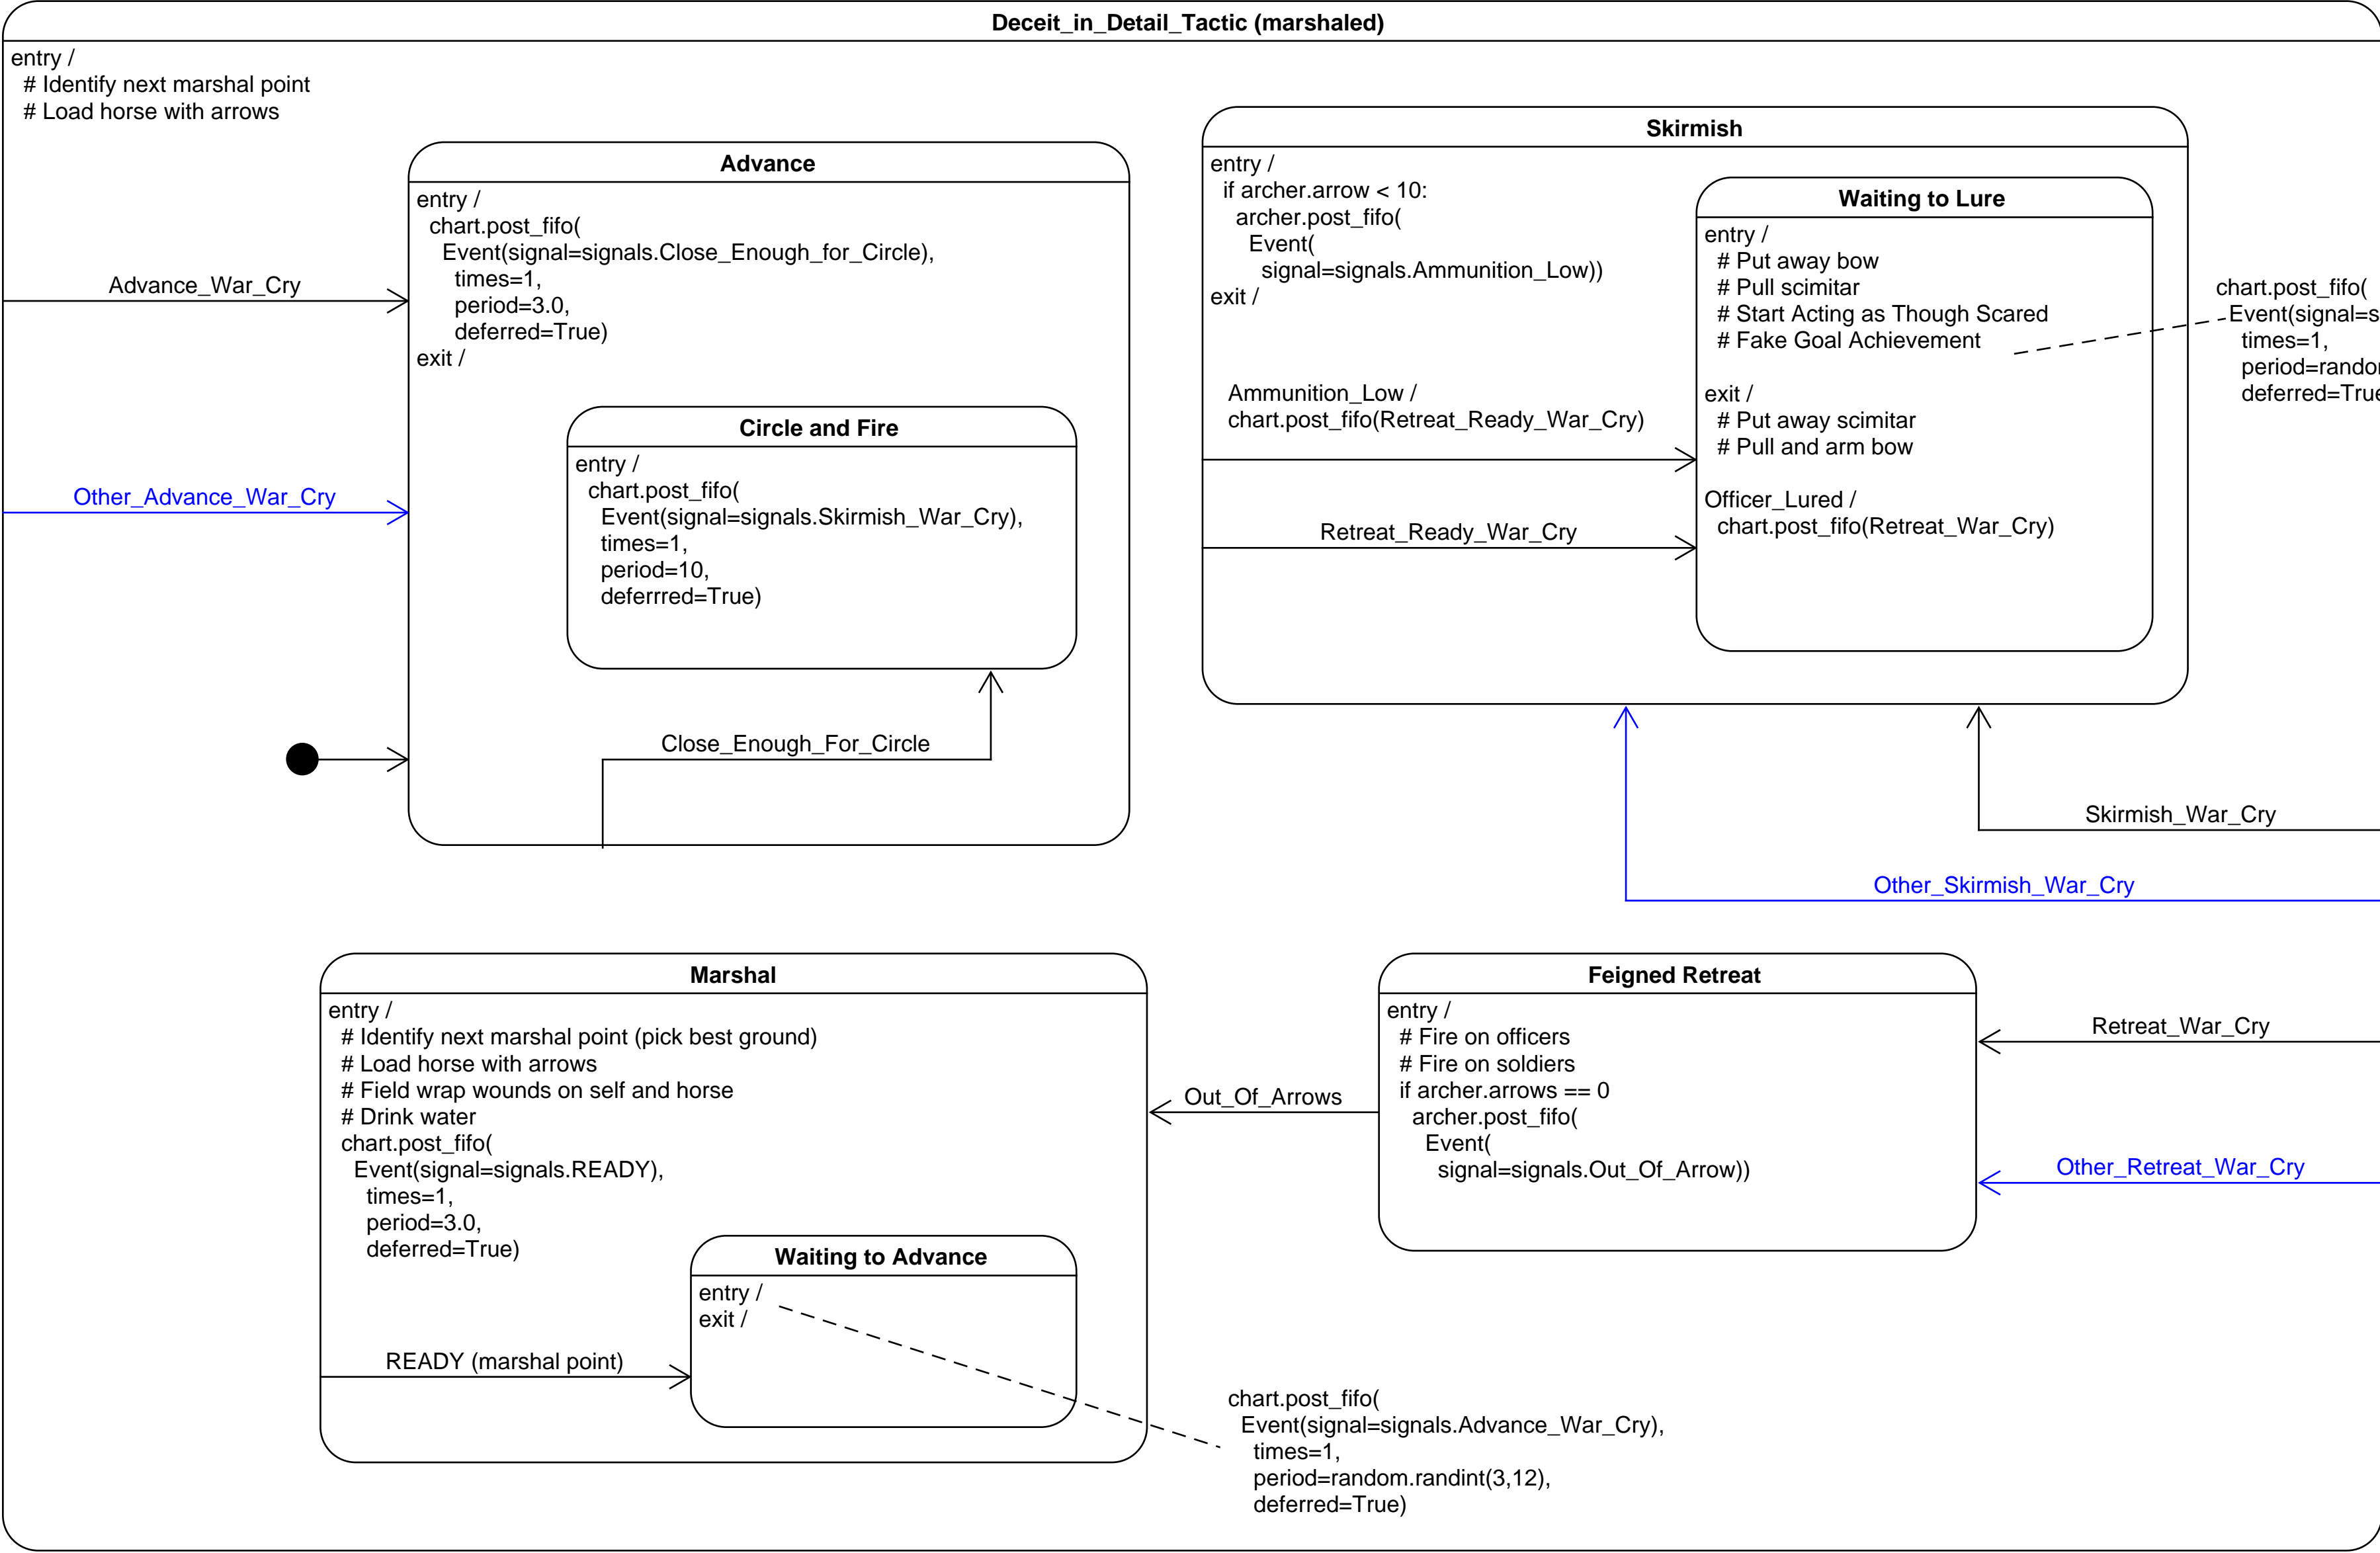 Deceit_in_Detail_Tactic (marshaled)
entry /
# Identify next marshal point
# Load horse with arrows
Advance_War_Cry
Other_Advance_War_Cry
Advance
entry /
chart.post_fifo(
Event(signal=signals.Close_Enough_for_Circle),
times=1,
period=3.0,
deferred=True)
exit /
Circle and Fire
entry /
chart.post_fifo(
Event(signal=signals.Skirmish_War_Cry),
times=1,
period=10,
deferrred=True)
Close_Enough_For_Circle
Skirmish
entry /
if archer.arrow < 10:
archer.post_fifo(
Event(
signal=signals.Ammunition_Low))
exit /
Ammunition_Low /
chart.post_fifo(Retreat_Ready_War_Cry)
Retreat_Ready_War_Cry
Waiting to Lure
entry /
# Put away bow
# Pull scimitar
# Start Acting as Though Scared
# Fake Goal Achievement
exit /
# Put away scimitar
# Pull and arm bow
Officer_Lured /
chart.post_fifo(Retreat_War_Cry)
chart.post_fifo(
Event(signal=s
times=1,
period=rando
deferred=True
Skirmish_War_Cry
Other_Skirmish_War_Cry
Marshal
entry /
# Identify next marshal point (pick best ground)
# Load horse with arrows
# Field wrap wounds on self and horse
# Drink water
chart.post_fifo(
Event(signal=signals.READY),
times=1,
period=3.0,
deferred=True)
READY (marshal point)
Waiting to Advance
entry /
exit /
Out_Of_Arrows
Feigned Retreat
entry /
# Fire on officers
# Fire on soldiers
if archer.arrows == 0
archer.post_fifo(
Event(
signal=signals.Out_Of_Arrow))
Retreat_War_Cry
Other_Retreat_War_Cry
chart.post_fifo(
Event(signal=signals.Advance_War_Cry),
times=1,
period=random.randint(3,12),
deferred=True)